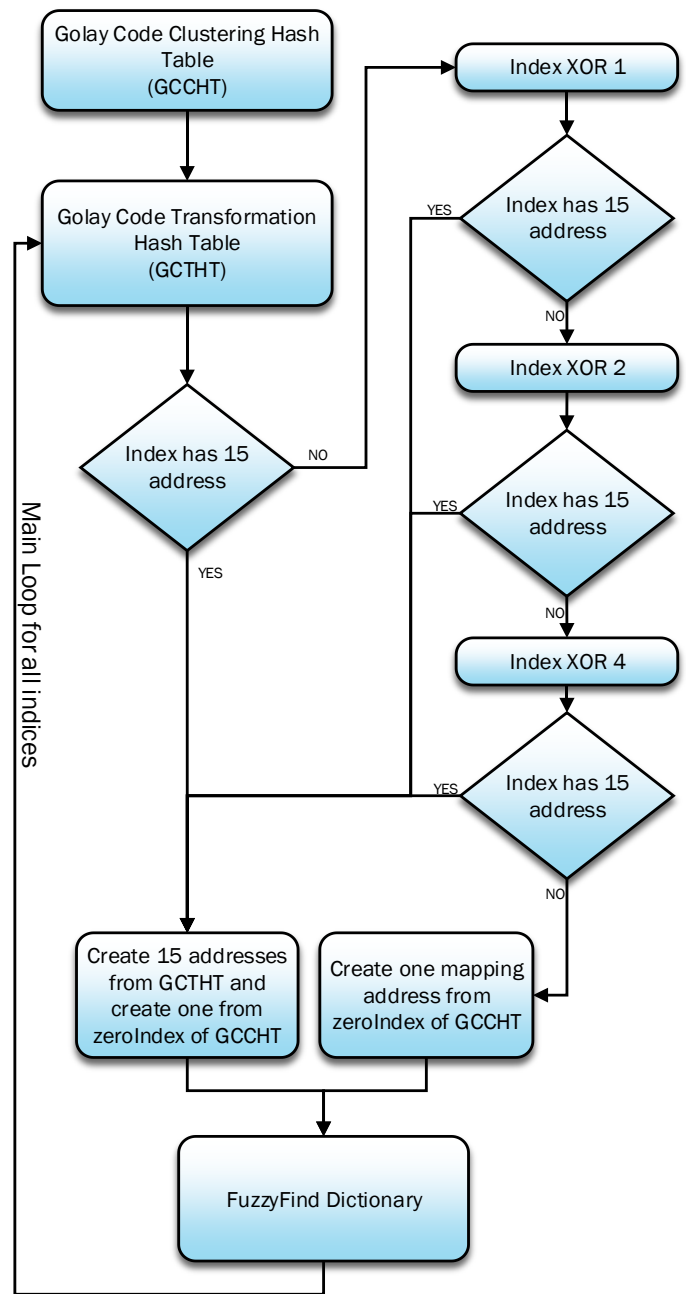 Golay Code Clustering Hash
Table
(GCCHT)
Index XOR 1
Golay Code Transformation
Hash Table
(GCTHT)
YES
Index has 15
address
NO
Index XOR 2
Index has 15
address
NO
YES
Index has 15
address
Main Loop for all indices
YES
NO
Index XOR 4
YES
Index has 15
address
NO
Create 15 addresses
from GCTHT and
create one from
zeroIndex of GCCHT
Create one mapping
address from
zeroIndex of GCCHT
FuzzyFind Dictionary